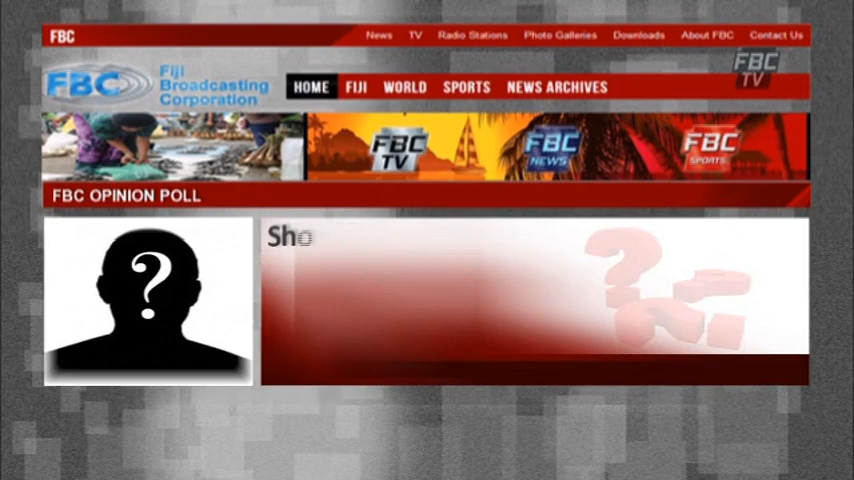 FBC
News TV Radio Stations Photo Galleries Downloads About FBC Contact Us
FBC TV
FBC Fiji Broadcasting Corporation
HOME FIJI WORLD SPORTS NEWS ARCHIVES
FBC TV
FBC NEWS
FBC SPORTS
FBC OPINION POLL
?
Sho